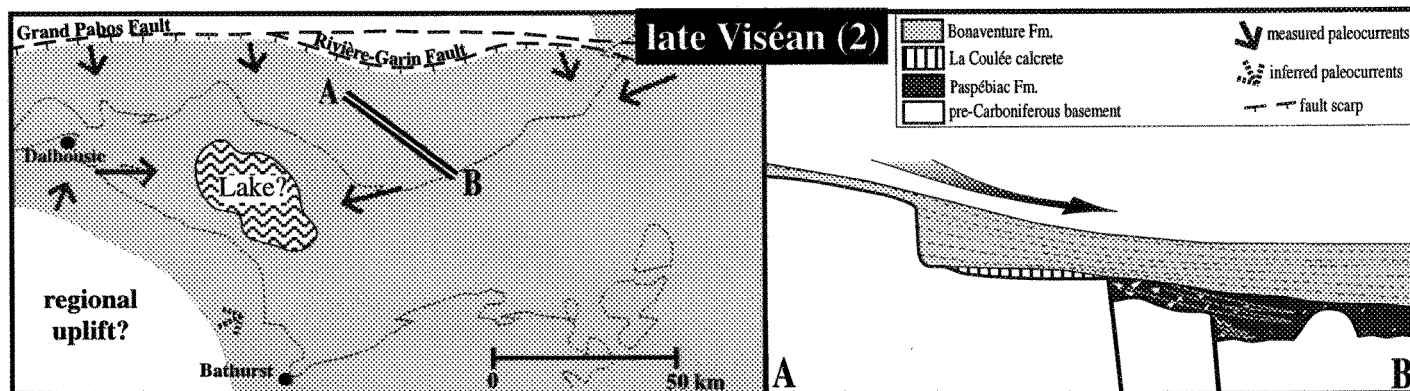 Grand Pabos Fault
Rivière-Garin Fault
late Viséan (2)
A
B
Dalhousie
Lake?
regional
uplift?
Bathurst
0
50 km
Bonaventure Fm.
La Coulée calcrete
Paspébiac Fm.
pre-Carboniferous basement
measured paleocurrents
inferred paleocurrents
fault scarp
A
B